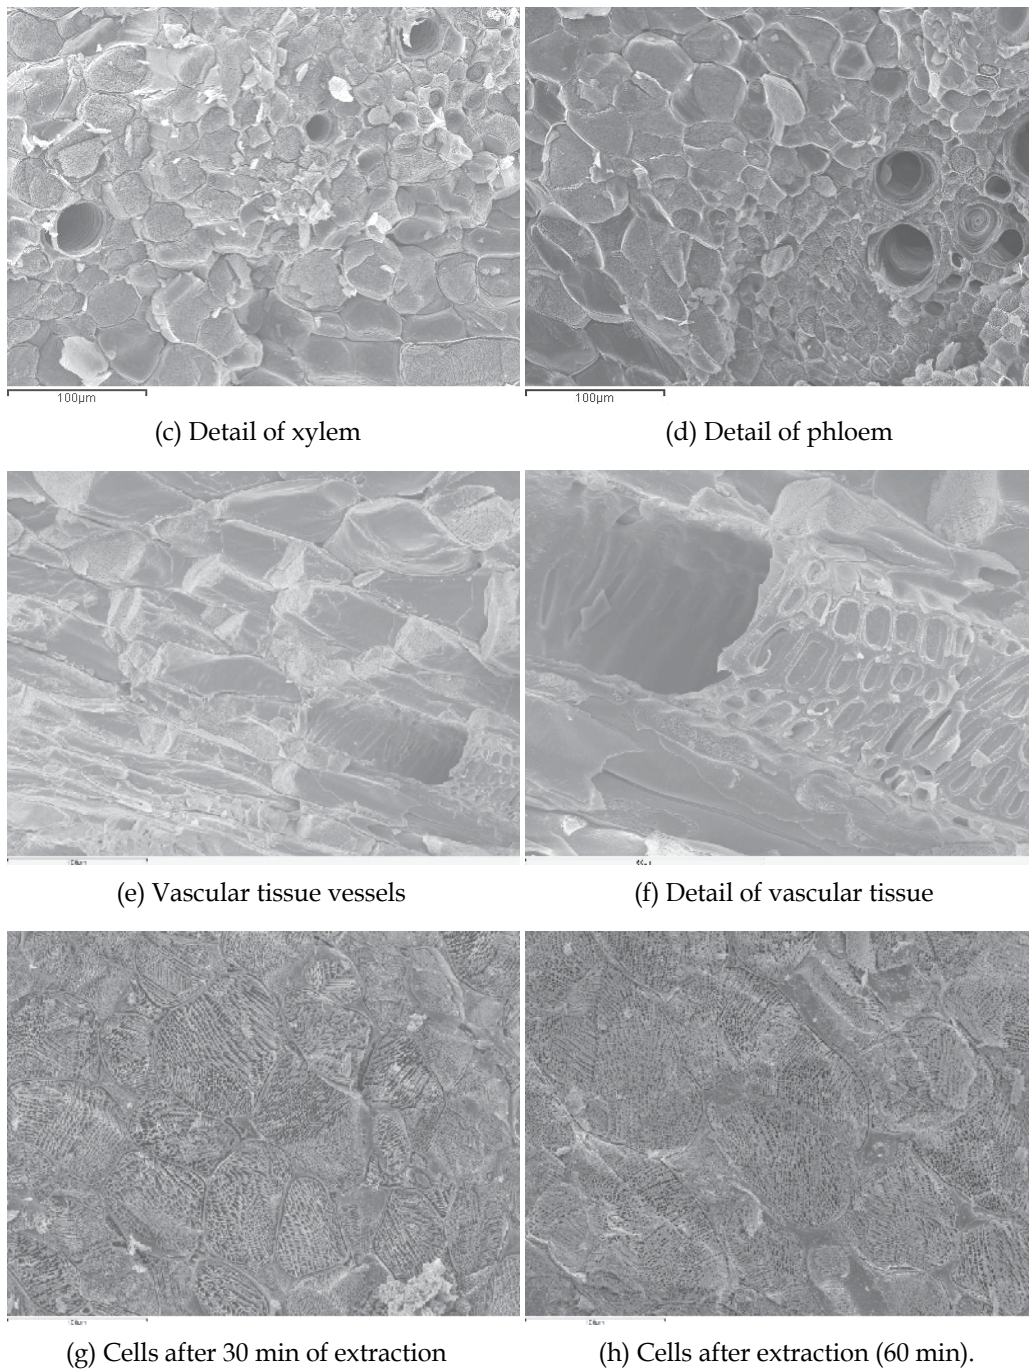 100µm
100µm
(c) Detail of xylem
(d) Detail of phloem
(e) Vascular tissue vessels
(f) Detail of vascular tissue
(g) Cells after 30 min of extraction
(h) Cells after extraction (60 min).